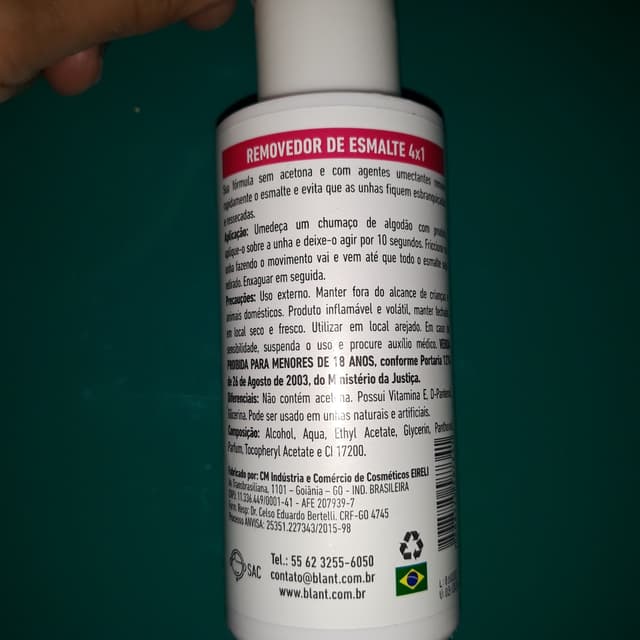 REMOVEDOR DE ESMALTE 4x1
Sua fórmula sem acetona e com agentes umectantes
rapidamente o esmalte e evita que as unhas fiquem
e ressecadas.
Aplicação: Umedeça um chumaço de algodão com
aplique-o sobre a unha e deixe-o agir por 10 segundos.
unha fazendo o movimento vai e vem até que todo o esmalte
retirado. Enxaguar em seguida.
Precauções: Uso externo. Manter fora do alcance de
animais domésticos. Produto inflamável e volátil, manter
em local seco e fresco. Utilizar em local arejado. Em caso
sensibilidade, suspenda o uso e procure auxílio médico.
PROIBIDA PARA MENORES DE 18 ANOS, conforme Portaria
de 26 de Agosto de 2003, do Ministério da Justiça.
Diferenciais: Não contém acetona. Possui Vitamina E,
Glicerina. Pode ser usado em unhas naturais e artificiais.
Composição: Alcohol, Aqua, Ethyl Acetate, Glycerin,
Parfum, Tocopheryl Acetate e CI 17200.
Fabricado por: CM Indústria e Comércio de Cosméticos EIRELI
Av. Transbrasiliana, 1101 - Goiânia - GO - IND. BRASILEIRA
CNPJ: 11.336.449/0001-41 - AFE 207939-7
Farm. Resp: Dr. Celso Eduardo Bertelli. CRF-GO 4745
Processo ANVISA: 25351.227343/2015-98
SAC
Tel.: 55 62 3255-6050
contato@blant.com.br
www.blant.com.br